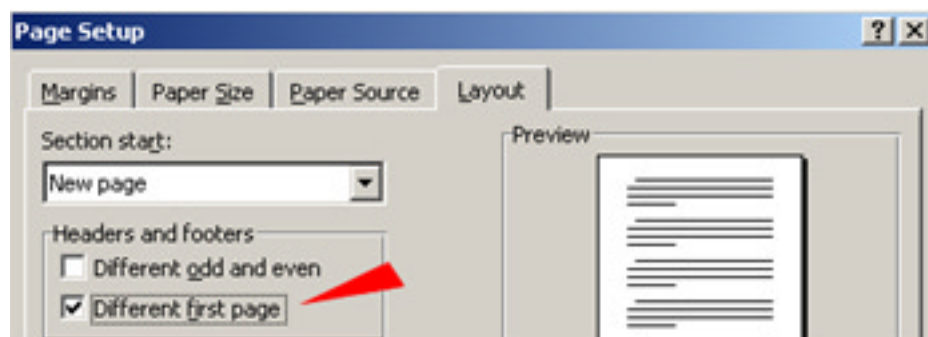 Page Setup
Margins Paper Size Paper Source Layout
Section start:
New page
Headers and footers
Different odd and even
Different first page
Preview